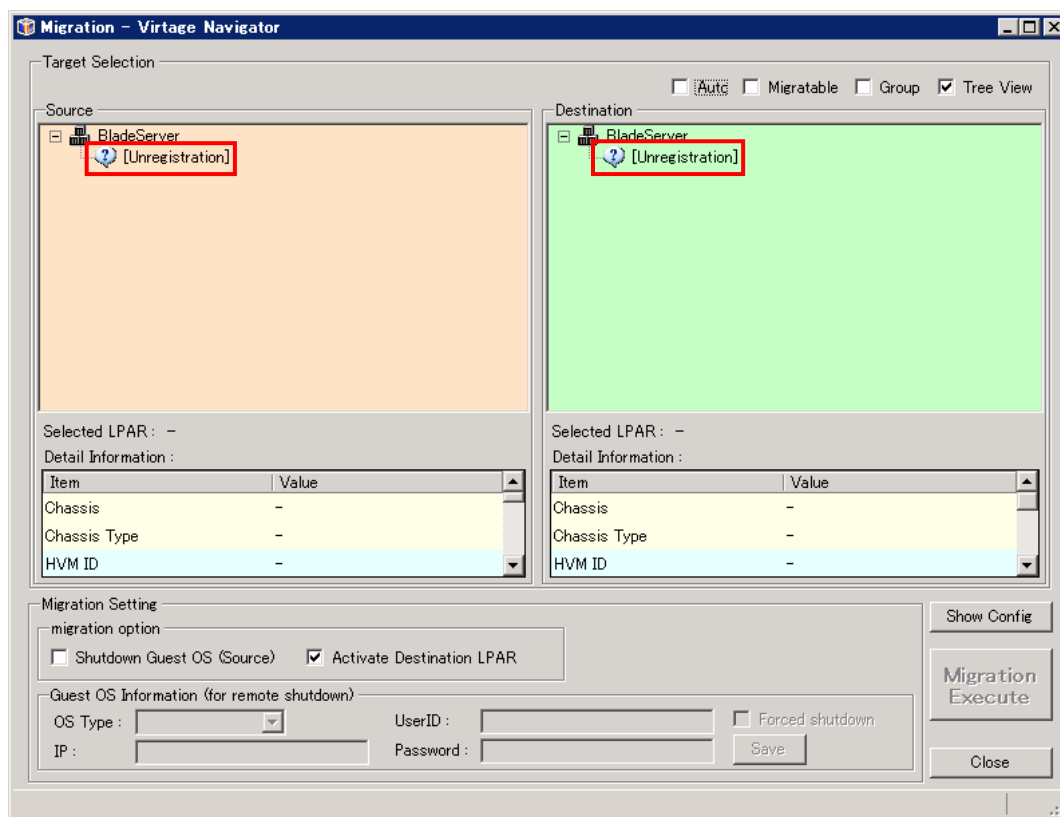 Migration - Virtage Navigator
Target Selection
Auto Migratable Group Tree View
Source
BladeServer
[Unregistration]
Selected LPAR : -
Detail Information :
Item Value
Chassis -
Chassis Type -
HVM ID -
Destination
BladeServer
[Unregistration]
Selected LPAR : -
Detail Information :
Item Value
Chassis -
Chassis Type -
HVM ID -
Migration Setting
migration option
Shutdown Guest OS (Source) Activate Destination LPAR
Guest OS Information (for remote shutdown)
OS Type : UserID : Forced shutdown
IP : Password : Save
Show Config
Migration
Execute
Close